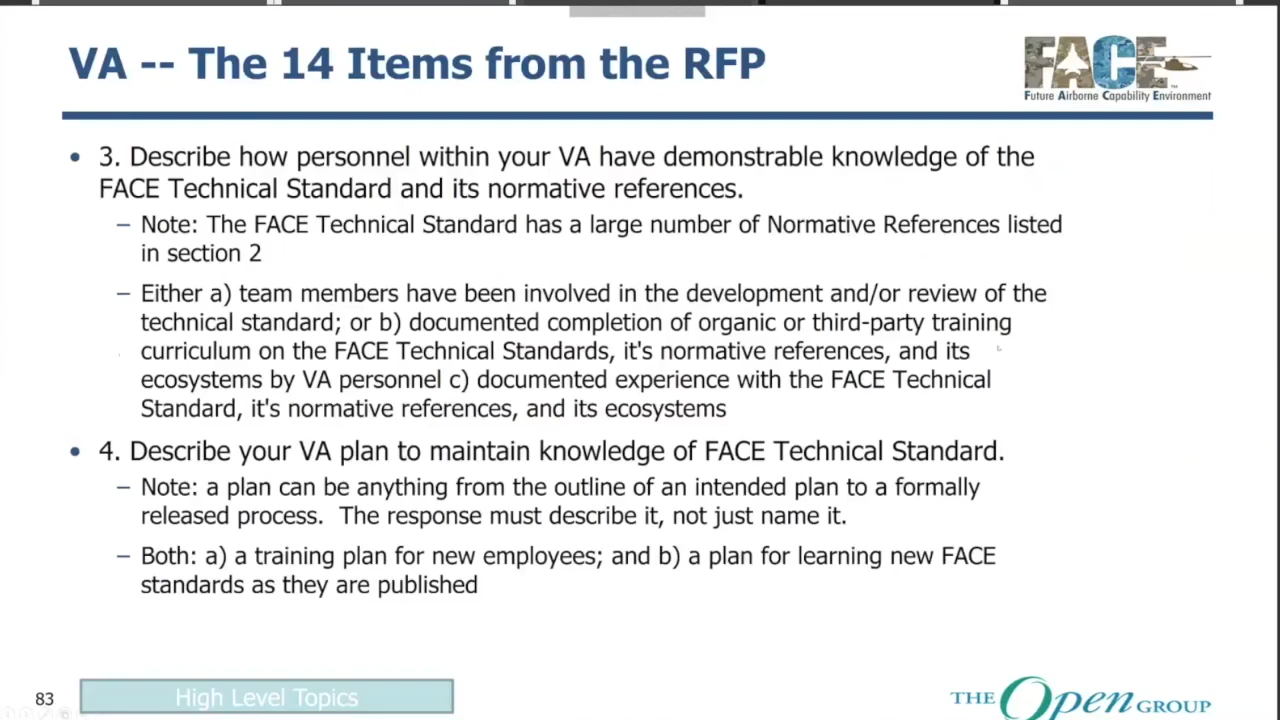 VA -- The 14 Items from the RFP
FACE
Future Airborne Capability Environment
• 3. Describe how personnel within your VA have demonstrable knowledge of the
FACE Technical Standard and its normative references.
– Note: The FACE Technical Standard has a large number of Normative References listed
in section 2
– Either a) team members have been involved in the development and/or review of the
technical standard; or b) documented completion of organic or third-party training
curriculum on the FACE Technical Standards, it's normative references, and its
ecosystems by VA personnel c) documented experience with the FACE Technical
Standard, it's normative references, and its ecosystems
• 4. Describe your VA plan to maintain knowledge of FACE Technical Standard.
– Note: a plan can be anything from the outline of an intended plan to a formally
released process.  The response must describe it, not just name it.
– Both: a) a training plan for new employees; and b) a plan for learning new FACE
standards as they are published
83
High Level Topics
THE Open GROUP